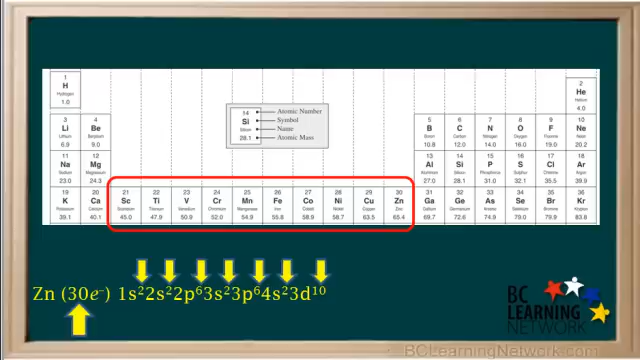 1 2
H He
Hydrogen Helium
1.0 4.0
14 Atomic Number
Si Symbol
Silicon Name
28.1 Atomic Mass
3 4 5 6 7 8 9 10
Li Be B C N O F Ne
Lithium Beryllium Boron Carbon Nitrogen Oxygen Fluorine Neon
6.9 9.0 10.8 12.0 14.0 16.0 19.0 20.2
11 12 13 14 15 16 17 18
Na Mg Al Si P S Cl Ar
Sodium Magnesium Aluminum Silicon Phosphorus Sulphur Chlorine Argon
23.0 24.3 27.0 28.1 31.0 32.1 35.5 39.9
19 20 21 22 23 24 25 26 27 28 29 30 31 32 33 34 35 36
K Ca Sc Ti V Cr Mn Fe Co Ni Cu Zn Ga Ge As Se Br Kr
Potassium Calcium Scandium Titanium Vanadium Chromium Manganese Iron Cobalt Nickel Copper Zinc Gallium Germanium Arsenic Selenium Bromine Krypton
39.1 40.1 45.0 47.9 50.9 52.0 54.9 55.8 58.9 58.7 63.5 65.4 69.7 72.6 74.9 79.0 79.9 83.8
Zn (30e⁻) 1s²2s²2p⁶3s²3p⁶4s²3d¹⁰
BC
LEARNING
NETWORK
BCLearningNetwork.com